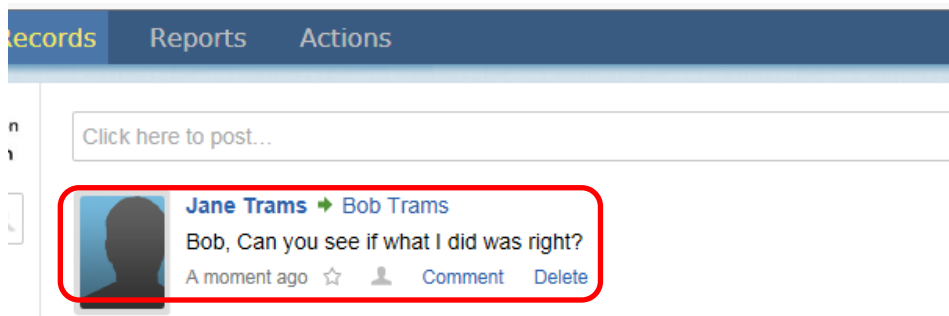 Records Reports Actions
n
Click here to post...
Jane Trams Bob Trams
Bob, Can you see if what I did was right?
A moment ago Comment Delete